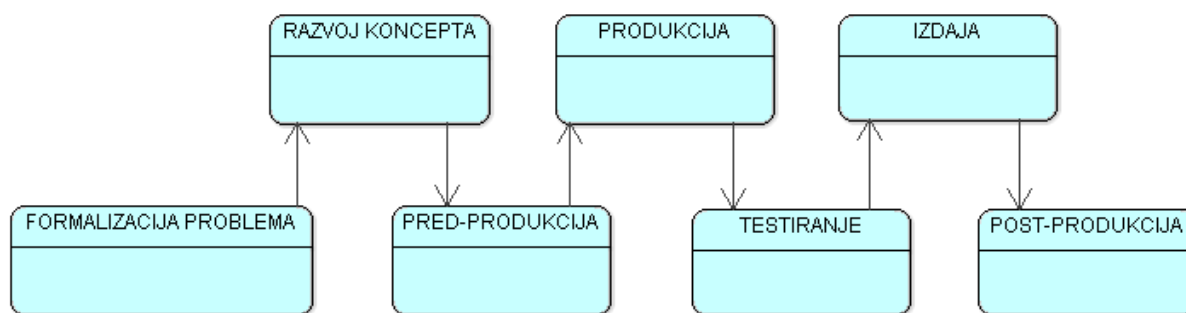 RAZVOJ KONCEPTA
PRODUKCIJA
IZDAJA
FORMALIZACIJA PROBLEMA
PRED-PRODUKCIJA
TESTIRANJE
POST-PRODUKCIJA